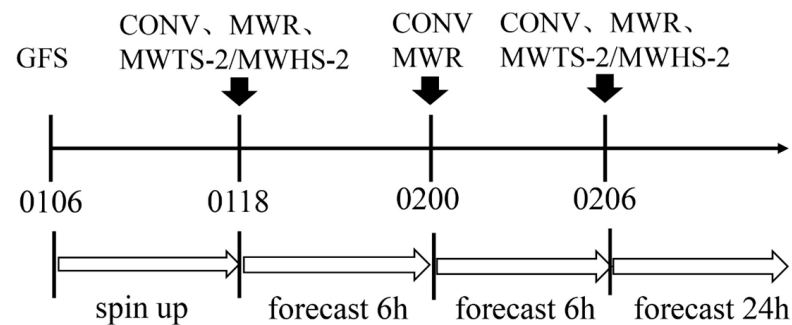 GFS
CONV、MWR、
MWTS-2/MWHS-2
CONV
MWR
CONV、MWR、
MWTS-2/MWHS-2
0106
0118
0200
0206
spin up
forecast 6h
forecast 6h
forecast 24h